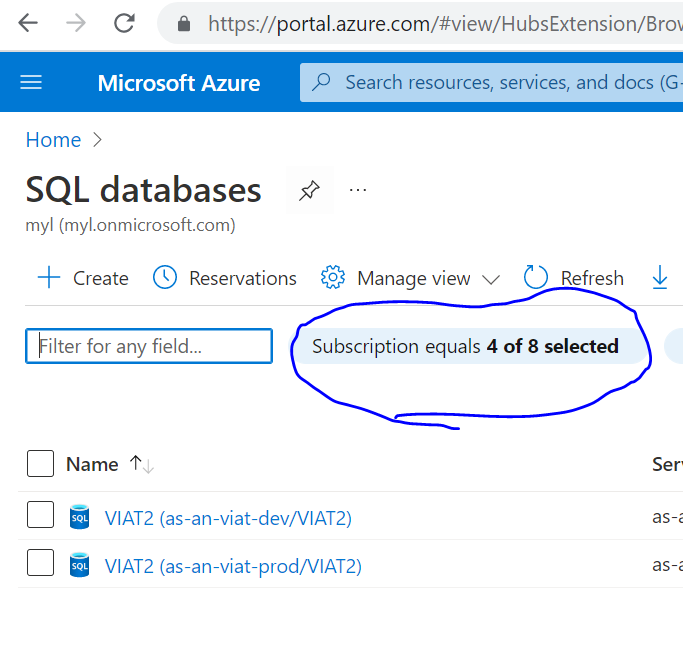 https://portal.azure.com/#view/HubsExtension/Brow
Microsoft Azure
Search resources, services, and docs (G-
Home
SQL databases
myl (myl.onmicrosoft.com)
Create Reservations Manage view Refresh
Filter for any field... Subscription equals 4 of 8 selected
Name Ser
SQL VIAT2 (as-an-viat-dev/VIAT2) as-a
SQL VIAT2 (as-an-viat-prod/VIAT2) as-a